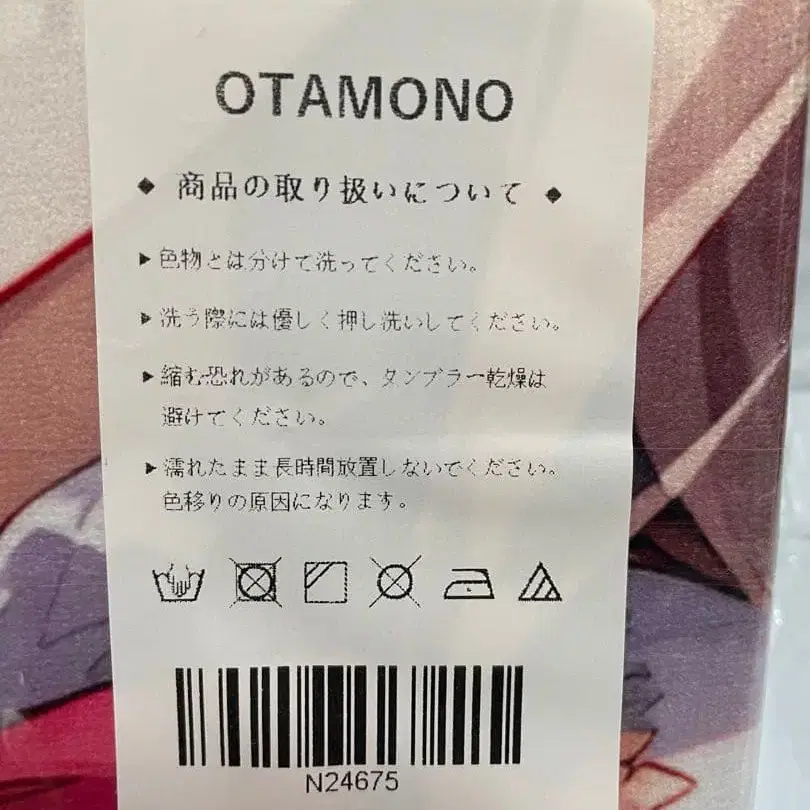 OTAMONO
◆ 商品の取り扱いについて ◆
▶色物とは分けて洗ってください。
▶洗う際には優しく押し洗いしてください。
▶縮む恐れがあるので、タンブラー乾燥は
避けてください。
▶濡れたまま長時間放置しないでください。
色移りの原因になります。
N24675